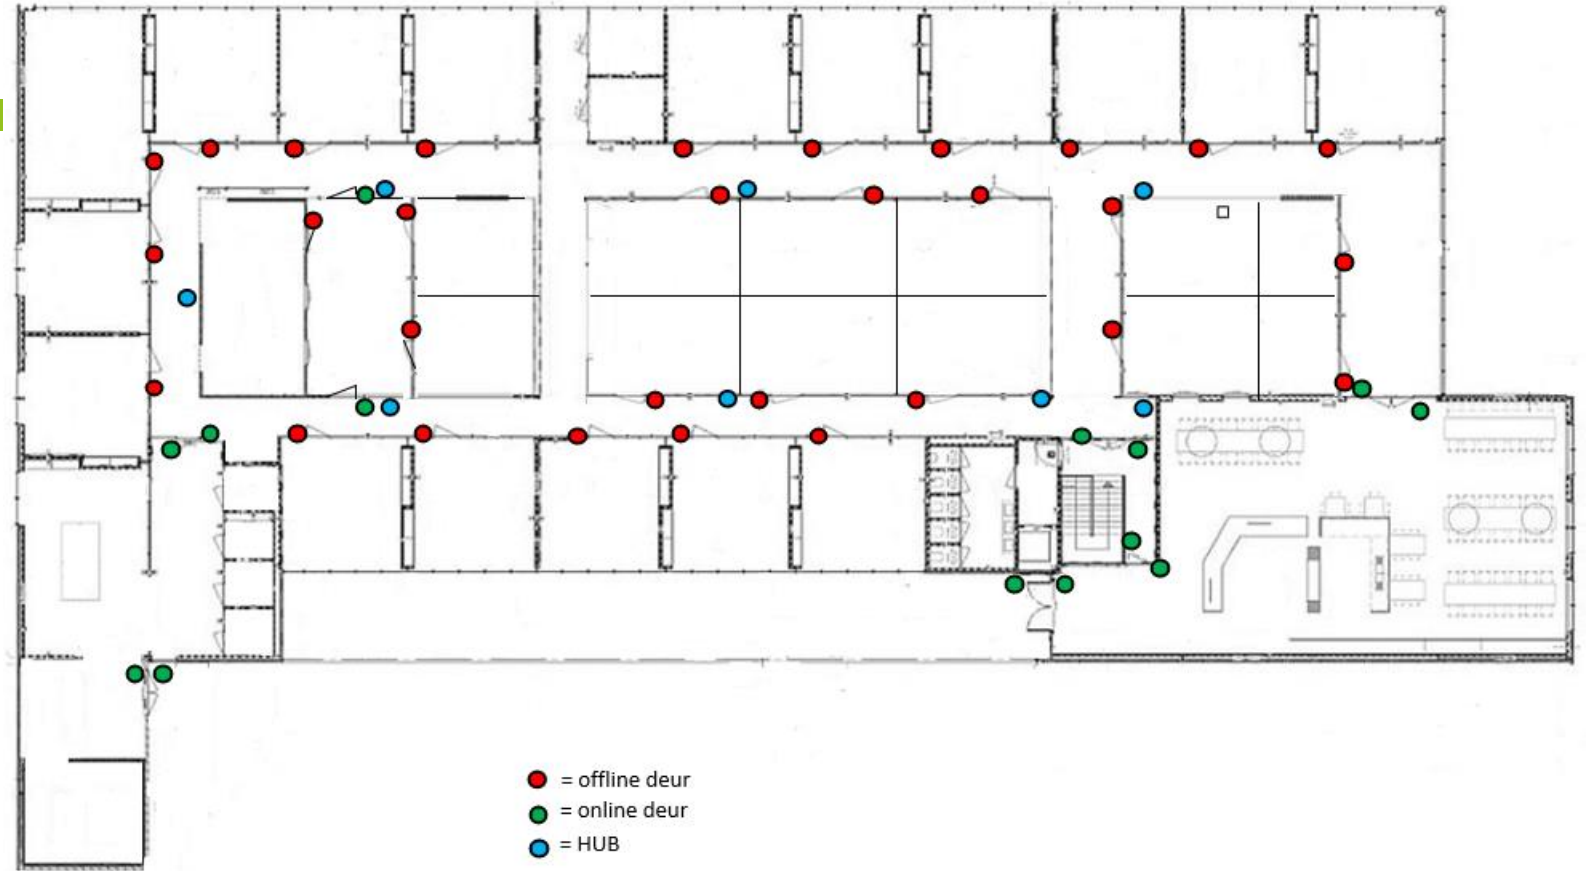 = offline deur
= online deur
= HUB